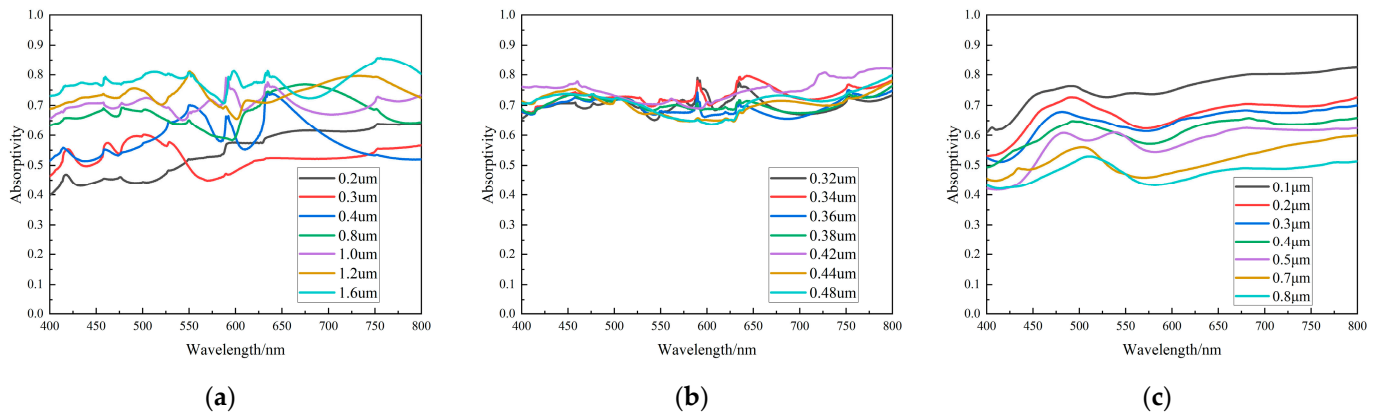 1.0
0.9
0.8
0.7
0.6
0.5
0.4
0.3
0.2
0.1
0.0
Absorptivity
400 450 500 550 600 650 700 750 800
Wavelength/nm
0.2um
0.3um
0.4um
0.8um
1.0um
1.2um
1.6um
(a)
1.0
0.9
0.8
0.7
0.6
0.5
0.4
0.3
0.2
0.1
0.0
Absorptivity
400 450 500 550 600 650 700 750 800
Wavelength/nm
0.32um
0.34um
0.36um
0.38um
0.42um
0.44um
0.48um
(b)
1.0
0.9
0.8
0.7
0.6
0.5
0.4
0.3
0.2
0.1
0.0
Absorptivity
400 450 500 550 600 650 700 750 800
Wavelength/nm
0.1μm
0.2μm
0.3μm
0.4μm
0.5μm
0.7μm
0.8μm
(c)